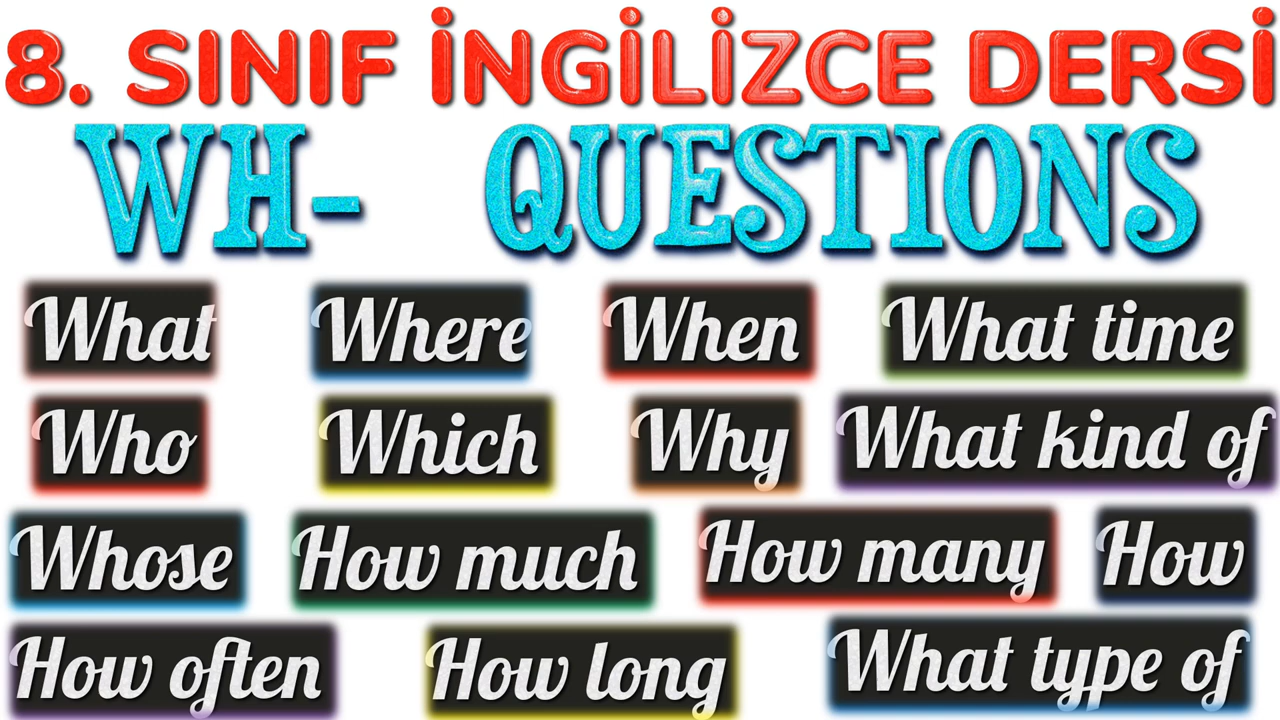 8. SINIF İNGİLİZCE DERSİ
WH- QUESTIONS
What Where When What time
Who Which Why What kind of
Whose How much How many How
How often How long What type of